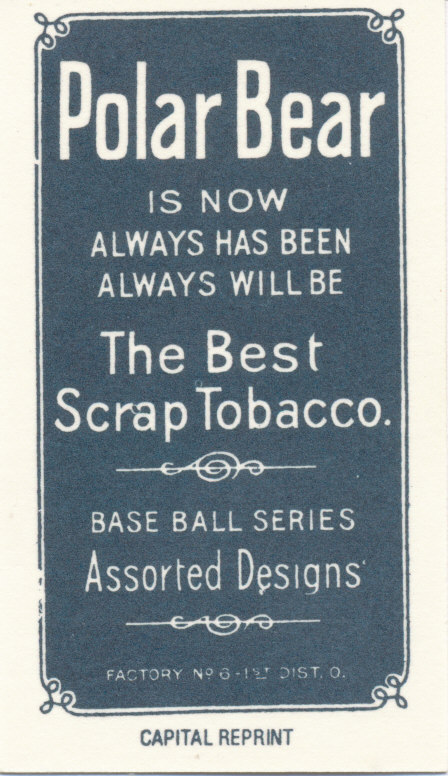 Polar Bear
IS NOW
ALWAYS HAS BEEN
ALWAYS WILL BE
The Best
Scrap Tobacco.
BASE BALL SERIES
Assorted Designs
FACTORY Nº 6 - 1ST DIST. O.
CAPITAL REPRINT